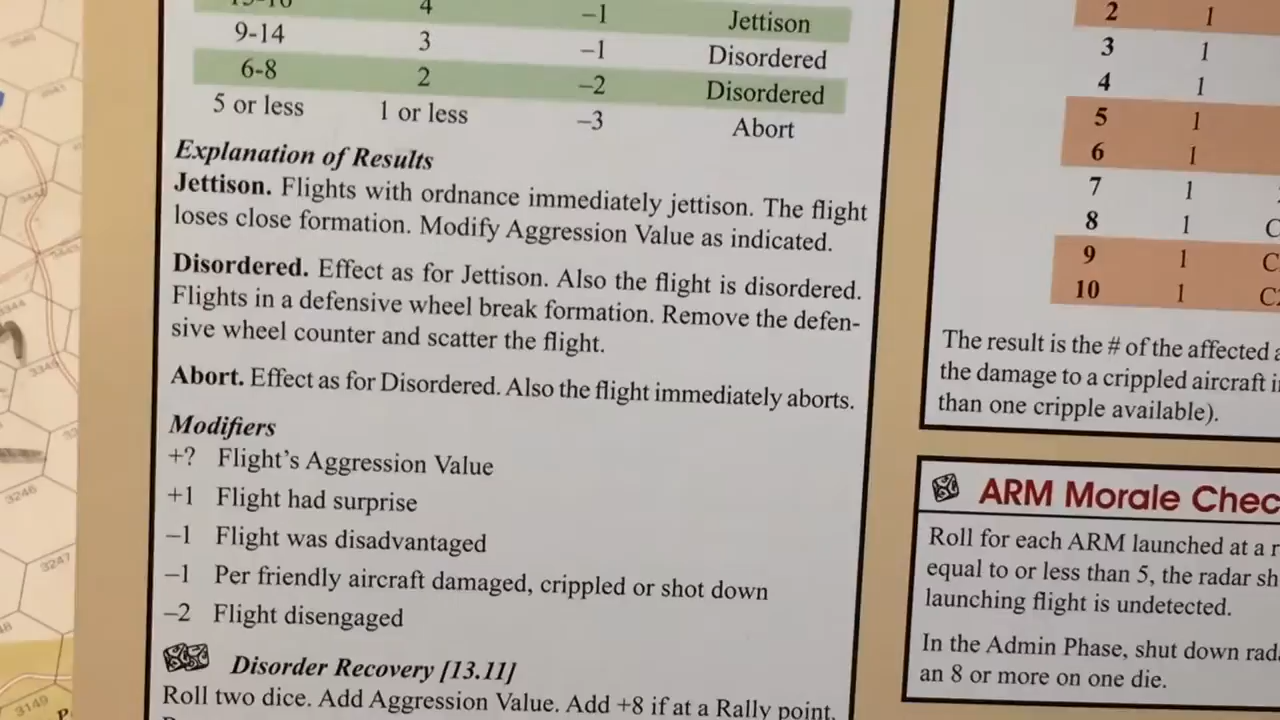 4 –1 Jettison
9-14 3 –1 Disordered
6-8 2 –2 Disordered
5 or less 1 or less –3 Abort
Explanation of Results
Jettison. Flights with ordnance immediately jettison. The flight
loses close formation. Modify Aggression Value as indicated.
Disordered. Effect as for Jettison. Also the flight is disordered.
Flights in a defensive wheel break formation. Remove the defen-
sive wheel counter and scatter the flight.
Abort. Effect as for Disordered. Also the flight immediately aborts.
Modifiers
+? Flight's Aggression Value
+1 Flight had surprise
–1 Flight was disadvantaged
–1 Per friendly aircraft damaged, crippled or shot down
–2 Flight disengaged
Disorder Recovery [13.11]
Roll two dice. Add Aggression Value. Add +8 if at a Rally point.
2 1
3 1
4 1
5 1
6 1
7 1
8 1 C
9 1 C
10 1 C
The result is the # of the affected
the damage to a crippled aircraft
than one cripple available).
ARM Morale Chec
Roll for each ARM launched at a
equal to or less than 5, the radar sh
launching flight is undetected.
In the Admin Phase, shut down rad
an 8 or more on one die.
3246
3247
3149